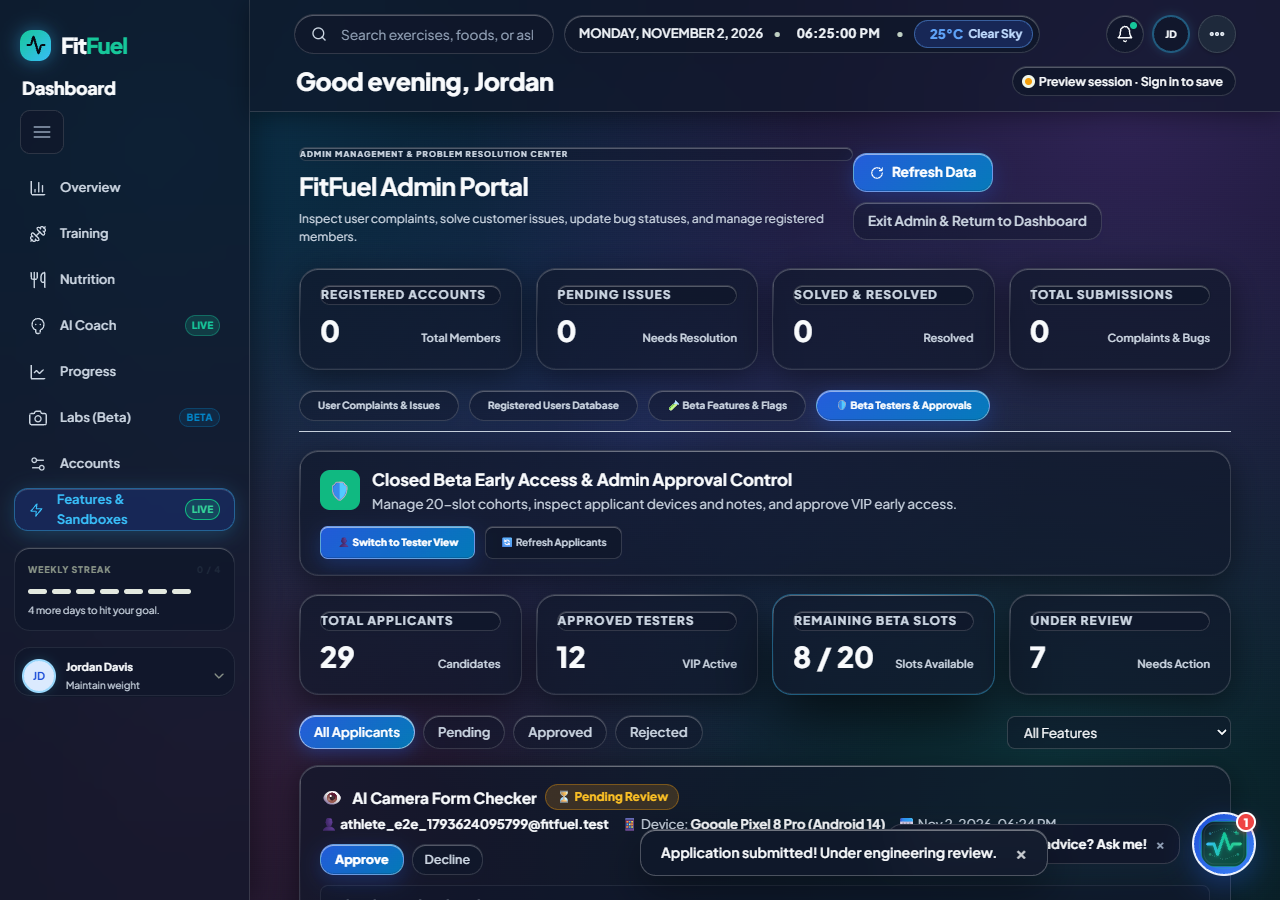 FitFuel
Dashboard
Overview
Training
Nutrition
AI Coach LIVE
Progress
Labs (Beta) BETA
Accounts
Features & Sandboxes LIVE
WEEKLY STREAK 0 / 4
4 more days to hit your goal.
JD Jordan Davis
Maintain weight
Search exercises, foods, or asl
MONDAY, NOVEMBER 2, 2026 • 06:25:00 PM • 25°C Clear Sky
JD
Good evening, Jordan
Preview session · Sign in to save
ADMIN MANAGEMENT & PROBLEM RESOLUTION CENTER
FitFuel Admin Portal
Inspect user complaints, solve customer issues, update bug statuses, and manage registered
members.
Refresh Data
Exit Admin & Return to Dashboard
REGISTERED ACCOUNTS
0 Total Members
PENDING ISSUES
0 Needs Resolution
SOLVED & RESOLVED
0 Resolved
TOTAL SUBMISSIONS
0 Complaints & Bugs
User Complaints & Issues
Registered Users Database
Beta Features & Flags
Beta Testers & Approvals
Closed Beta Early Access & Admin Approval Control
Manage 20-slot cohorts, inspect applicant devices and notes, and approve VIP early access.
Switch to Tester View
Refresh Applicants
TOTAL APPLICANTS
29 Candidates
APPROVED TESTERS
12 VIP Active
REMAINING BETA SLOTS
8 / 20 Slots Available
UNDER REVIEW
7 Needs Action
All Applicants
Pending
Approved
Rejected
All Features
AI Camera Form Checker
Pending Review
athlete_e2e_1793624095799@fitfuel.test Device: Google Pixel 8 Pro (Android 14) Nov 2, 2026, 06:24 PM
Approve
Decline
Application submitted! Under engineering review. ×
advice? Ask me! ×
1